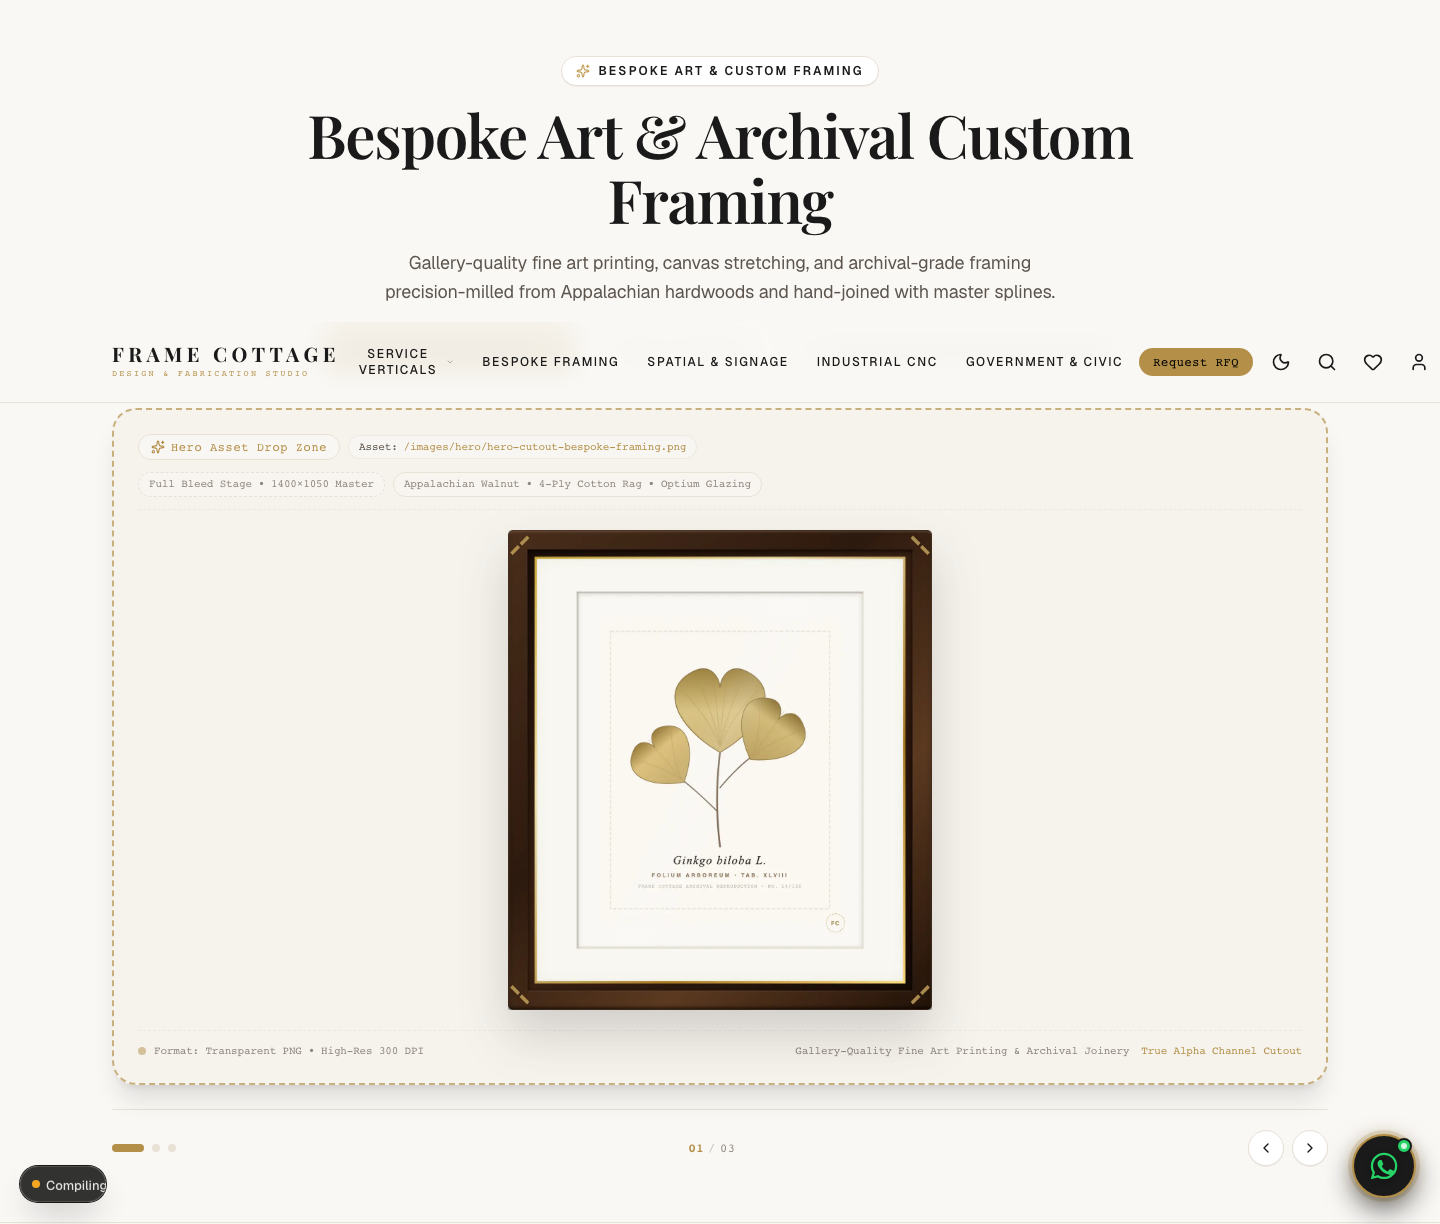 BESPOKE ART & CUSTOM FRAMING
Bespoke Art & Archival Custom
Framing
Gallery-quality fine art printing, canvas stretching, and archival-grade framing
precision-milled from Appalachian hardwoods and hand-joined with master splines.
FRAME COTTAGE
DESIGN & FABRICATION STUDIO
SERVICE
VERTICALS
BESPOKE FRAMING
SPATIAL & SIGNAGE
INDUSTRIAL CNC
GOVERNMENT & CIVIC
Request RFQ
Hero Asset Drop Zone
Asset: /images/hero/hero-cutout-bespoke-framing.png
Full Bleed Stage • 1400×1050 Master
Appalachian Walnut • 4-Ply Cotton Rag • Optium Glazing
Ginkgo biloba L.
FOLIUM ARBOREUM · TAB. XLVIII
FRAME COTTAGE ARCHIVAL REPRODUCTION · NO.
FC
Format: Transparent PNG • High-Res 300 DPI
Gallery-Quality Fine Art Printing & Archival Joinery
True Alpha Channel Cutout
01 / 03
Compiling